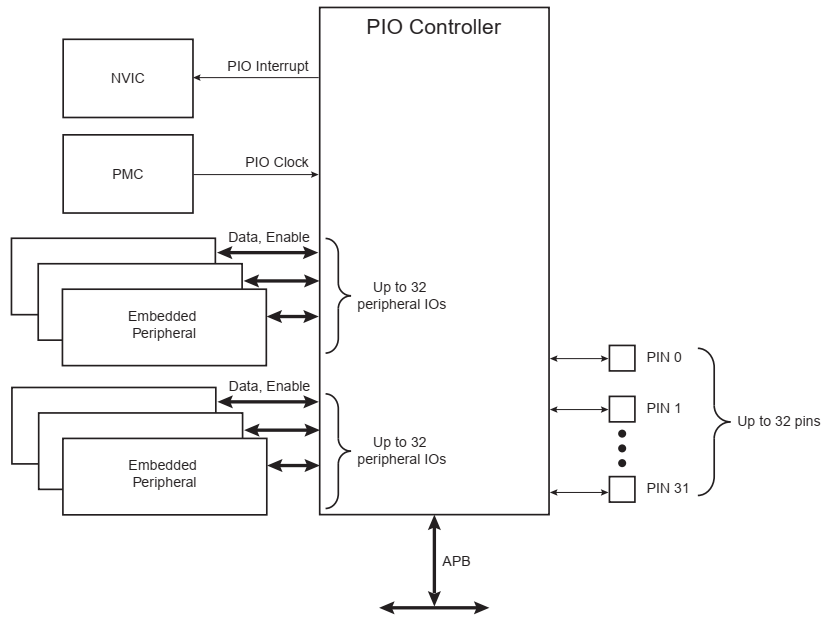 PIO Controller
NVIC
PIO Interrupt
PMC
PIO Clock
Data, Enable
Up to 32
peripheral IOs
Embedded
Peripheral
PIN 0
Data, Enable
PIN 1
Up to 32 pins
Up to 32
peripheral IOs
Embedded
Peripheral
PIN 31
APB